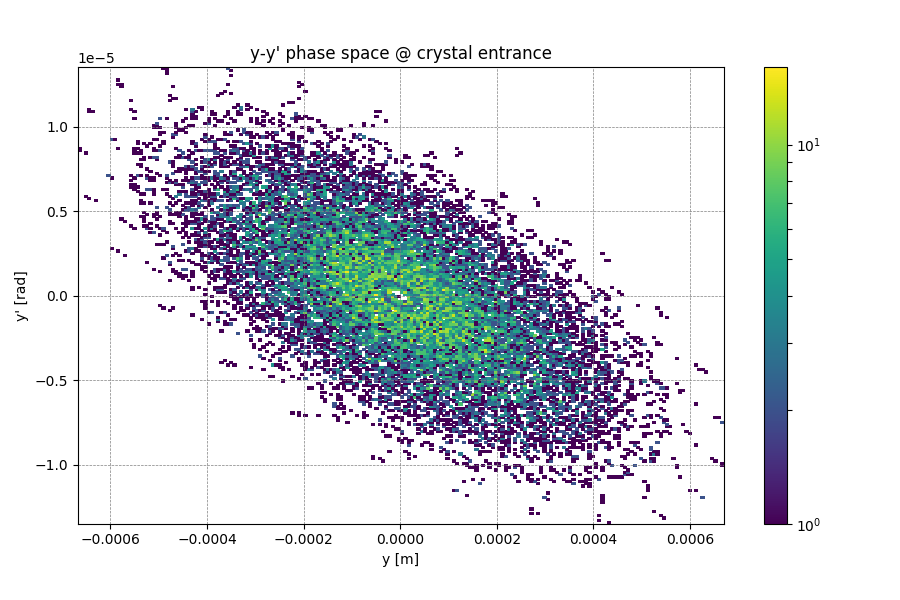 y-y' phase space @ crystal entrance
1e−5
1.0
0.5
0.0
−0.5
−1.0
y' [rad]
−0.0006 −0.0004 −0.0002 0.0000 0.0002 0.0004 0.0006
y [m]
10¹
10⁰